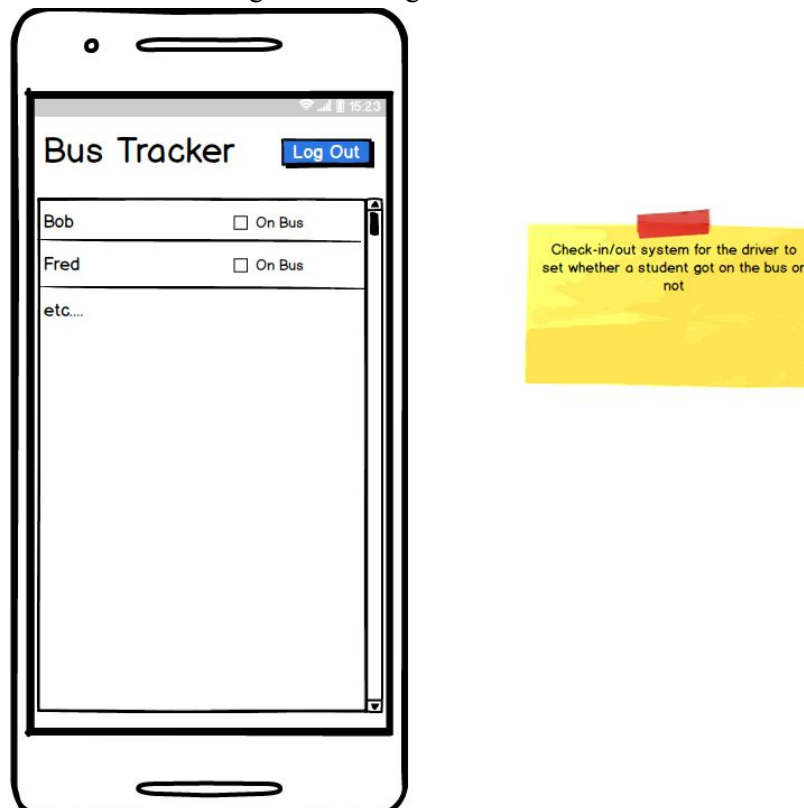 15:23
Bus Tracker
Log Out
Bob
On Bus
Fred
On Bus
etc....
Check-in/out system for the driver to
set whether a student got on the bus or
not